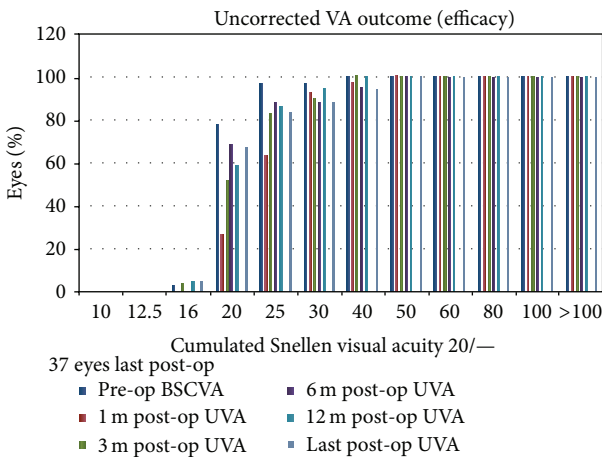 Uncorrected VA outcome (efficacy)
120
100
80
60
40
20
0
Eyes (%)
10 12.5 16 20 25 30 40 50 60 80 100 >100
Cumulated Snellen visual acuity 20/—
37 eyes last post-op
Pre-op BSCVA
1 m post-op UVA
3 m post-op UVA
6 m post-op UVA
12 m post-op UVA
Last post-op UVA